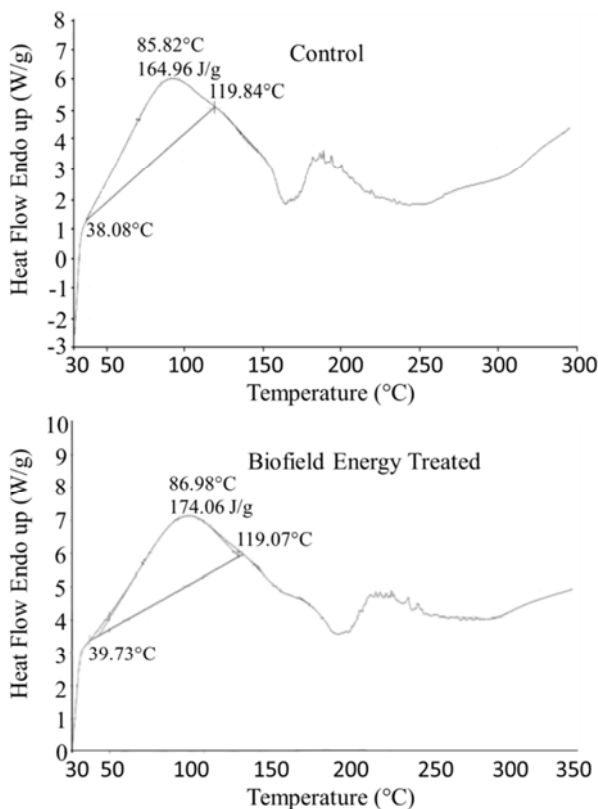 8
7
6
5
4
3
2
1
0
-1
-2
-3
Heat Flow Endo up (W/g)
85.82°C
164.96 J/g
Control
119.84°C
38.08°C
30 50 100 150 200 250 300 300
Temperature (°C)
10
9
8
7
6
5
4
3
2
1
0
Heat Flow Endo up (W/g)
Biofield Energy Treated
86.98°C
174.06 J/g
119.07°C
39.73°C
30 50 100 150 200 250 300 350
Temperature (°C)